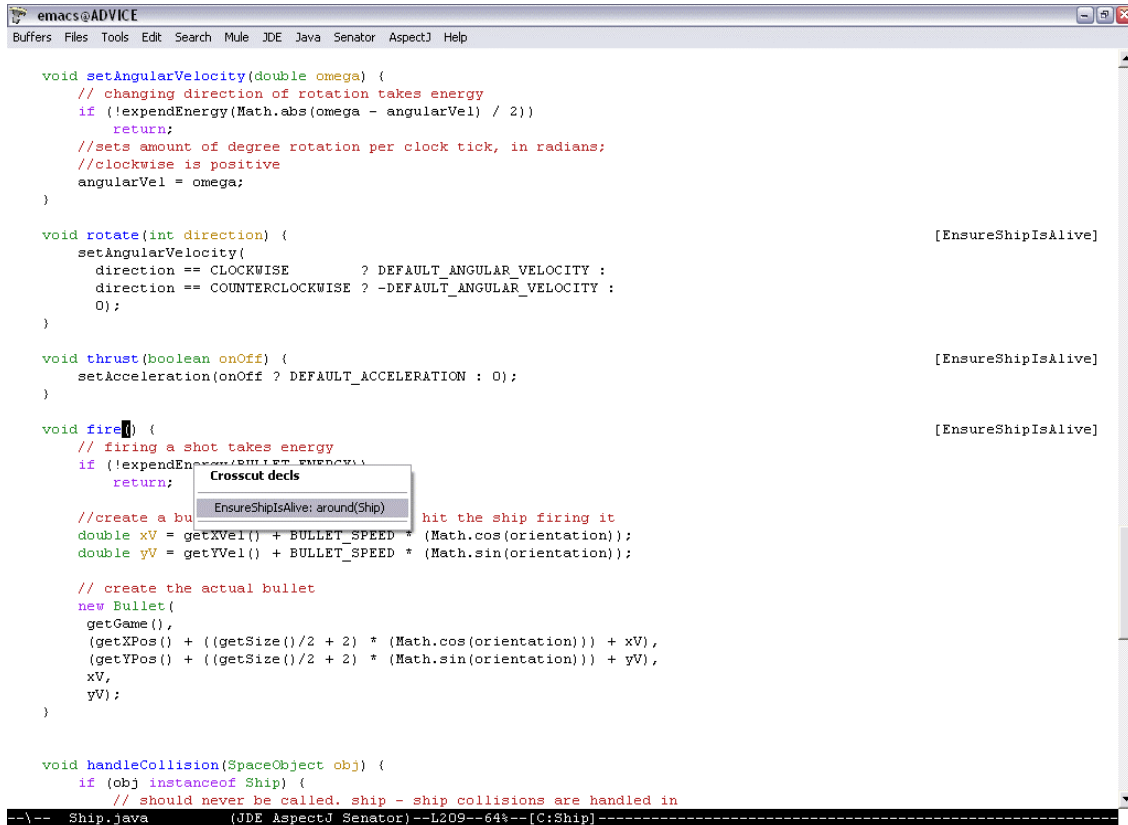 emacs@ADVICE
Buffers Files Tools Edit Search Mule JDE Java Senator AspectJ Help
void setAngularVelocity(double omega) {
// changing direction of rotation takes energy
if (!expendEnergy(Math.abs(omega - angularVel) / 2))
return;
//sets amount of degree rotation per clock tick, in radians;
//clockwise is positive
angularVel = omega;
}
void rotate(int direction) { [EnsureShipIsAlive]
setAngularVelocity(
direction == CLOCKWISE ? DEFAULT_ANGULAR_VELOCITY :
direction == COUNTERCLOCKWISE ? -DEFAULT_ANGULAR_VELOCITY :
0);
}
void thrust(boolean onOff) { [EnsureShipIsAlive]
setAcceleration(onOff ? DEFAULT_ACCELERATION : 0);
}
void fire() { [EnsureShipIsAlive]
// firing a shot takes energy
if (!expendEnergy(BULLET_ENERGY))
Crosscut decls
return;
EnsureShipIsAlive: around(Ship)
//create a bu hit the ship firing it
double xV = getXVel() + BULLET_SPEED * (Math.cos(orientation));
double yV = getYVel() + BULLET_SPEED * (Math.sin(orientation));
// create the actual bullet
new Bullet(
getGame(),
(getXPos() + ((getSize()/2 + 2) * (Math.cos(orientation))) + xV),
(getYPos() + ((getSize()/2 + 2) * (Math.sin(orientation))) + yV),
xV,
yV);
}
void handleCollision(SpaceObject obj) {
if (obj instanceof Ship) {
// should never be called. ship - ship collisions are handled in
--\-- Ship.java (JDE AspectJ Senator)--L209--64%--[C:Ship]----------------------------------------------------------